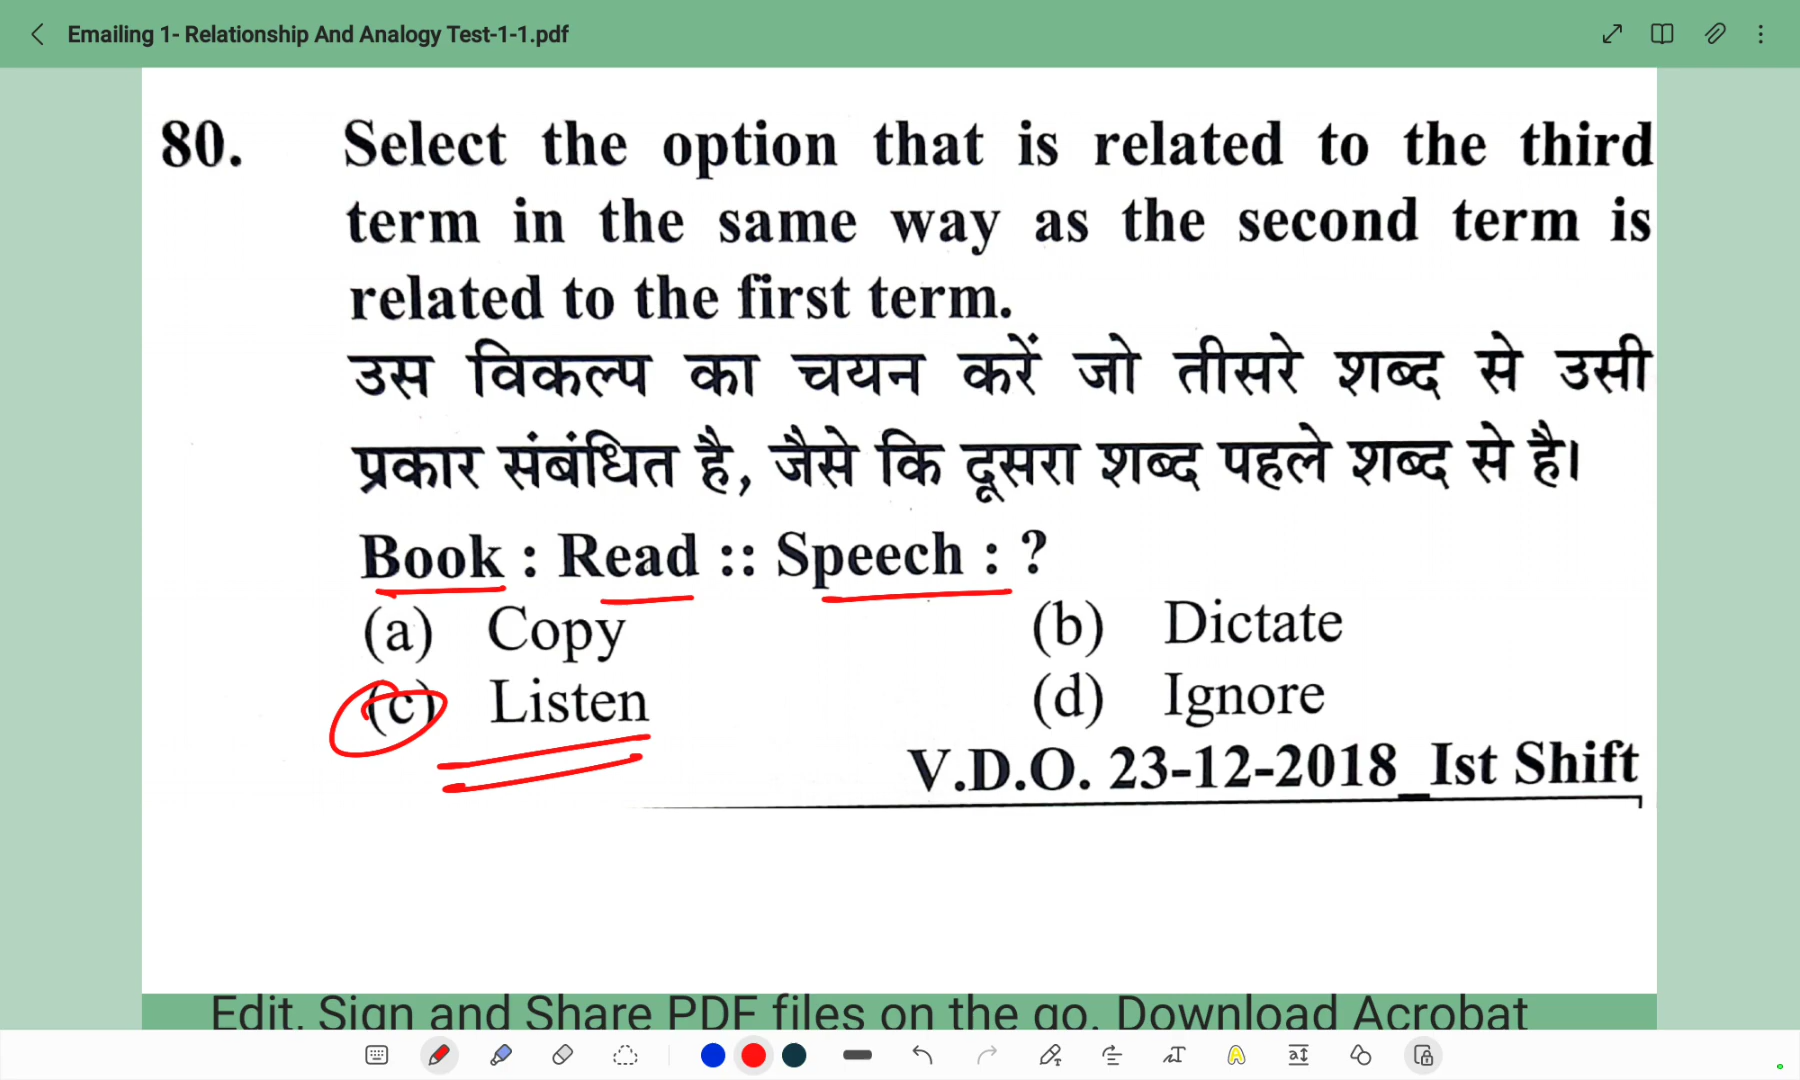 Emailing 1- Relationship And Analogy Test-1-1.pdf
80. Select the option that is related to the third
term in the same way as the second term is
related to the first term.
उस विकल्प का चयन करें जो तीसरे शब्द से उसी
प्रकार संबंधित है, जैसे कि दूसरा शब्द पहले शब्द से है।
Book : Read :: Speech : ?
(a) Copy (b) Dictate
(c) Listen (d) Ignore
V.D.O. 23-12-2018_Ist Shift
Edit, Sign and Share PDF files on the go. Download Acrobat